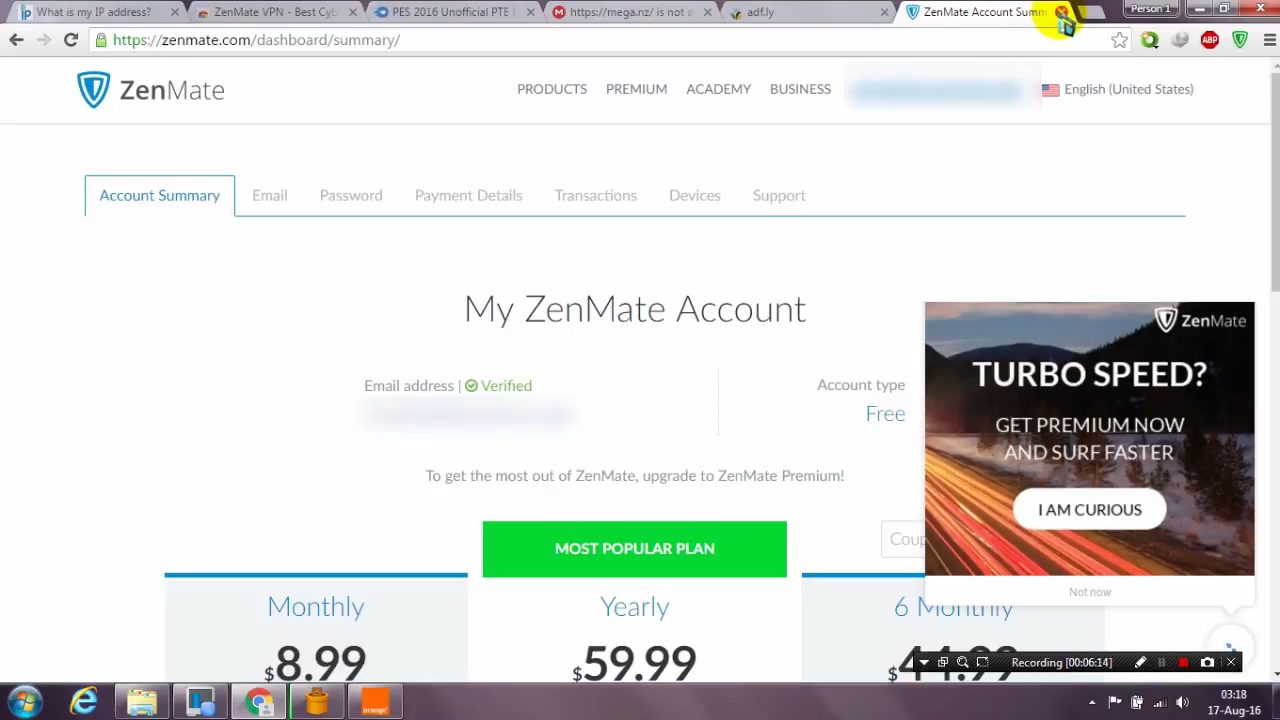 What is my IP address?
ZenMate VPN - Best Cyb
PES 2016 Unofficial PTE
https://mega.nz/ is not a
adf.ly
ZenMate Account Summ
Person 1
https://zenmate.com/dashboard/summary/
ABP
ZenMate
PRODUCTS
PREMIUM
ACADEMY
BUSINESS
English (United States)
Account Summary
Email
Password
Payment Details
Transactions
Devices
Support
My ZenMate Account
Email address | Verified
Account type
Free
To get the most out of ZenMate, upgrade to ZenMate Premium!
MOST POPULAR PLAN
Coup
Monthly
$8.99
Yearly
$59.99
6 Monthly
$44.99
ZenMate
TURBO SPEED?
GET PREMIUM NOW
AND SURF FASTER
I AM CURIOUS
Not now
Recording [00:06:14]
orange
03:18
17-Aug-16